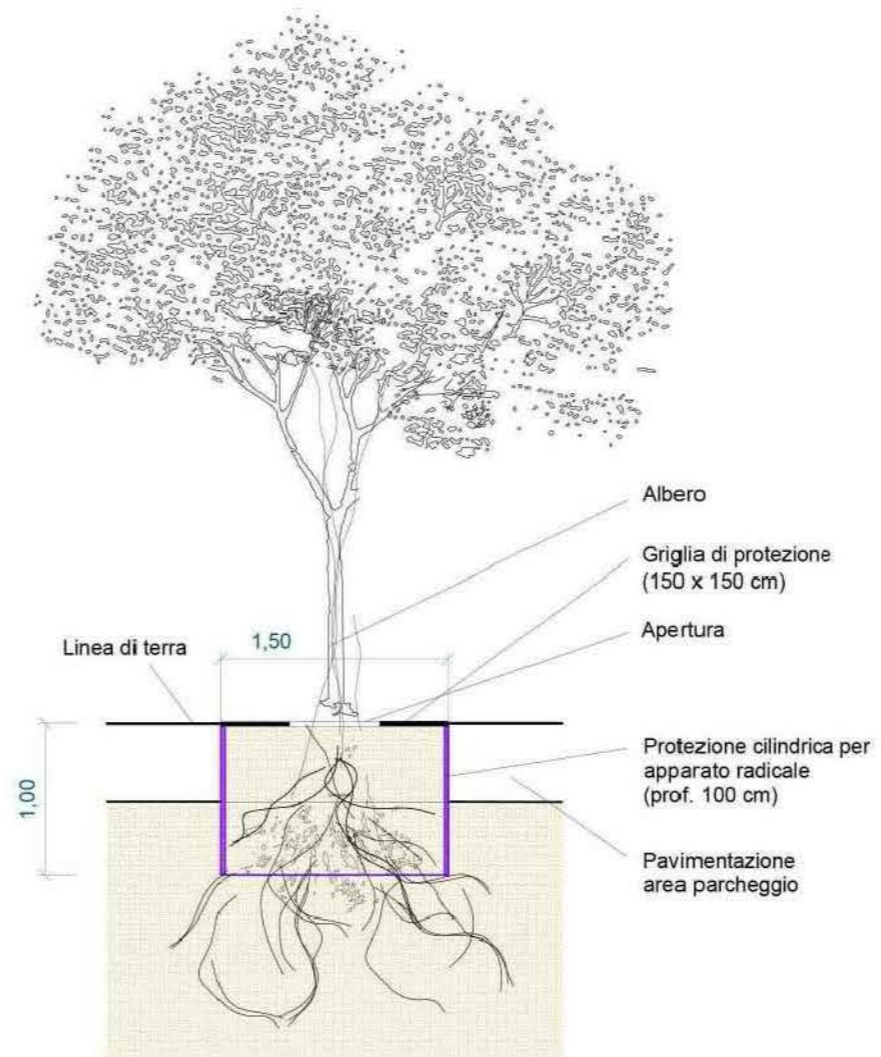 Albero
Griglia di protezione
(150 x 150 cm)
Apertura
Linea di terra
1,50
1,00
Protezione cilindrica per
apparato radicale
(prof. 100 cm)
Pavimentazione
area parcheggio